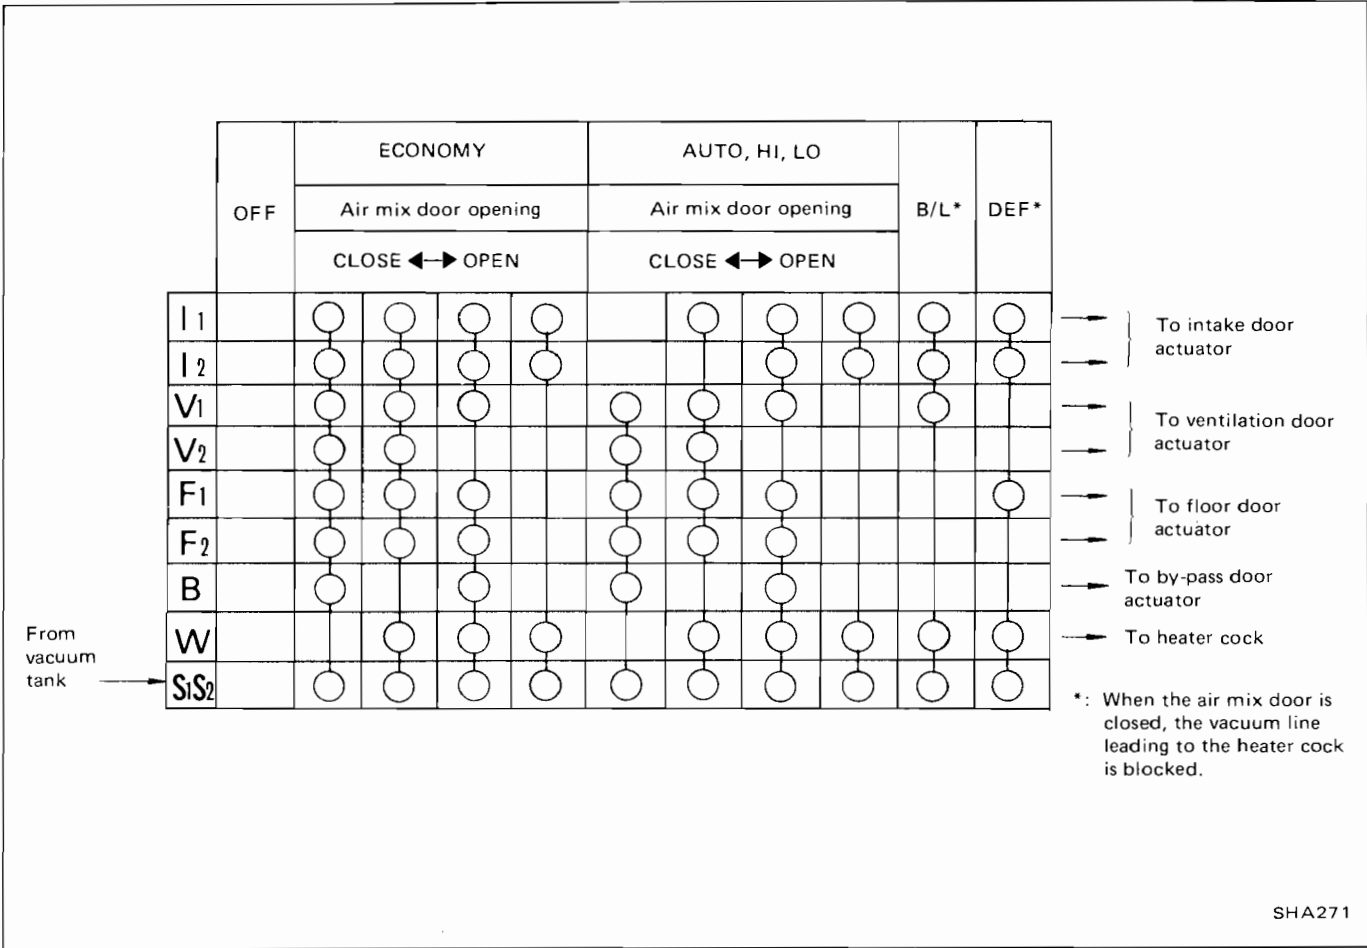 ECONOMY
AUTO, HI, LO
OFF
Air mix door opening
Air mix door opening
B/L*
DEF*
CLOSE ◀─▶ OPEN
CLOSE ◀─▶ OPEN
I1
I2
V1
V2
F1
F2
B
W
S1S2
To intake door
actuator
To ventilation door
actuator
To floor door
actuator
To by-pass door
actuator
To heater cock
From
vacuum
tank
*: When the air mix door is
closed, the vacuum line
leading to the heater cock
is blocked.
SHA271